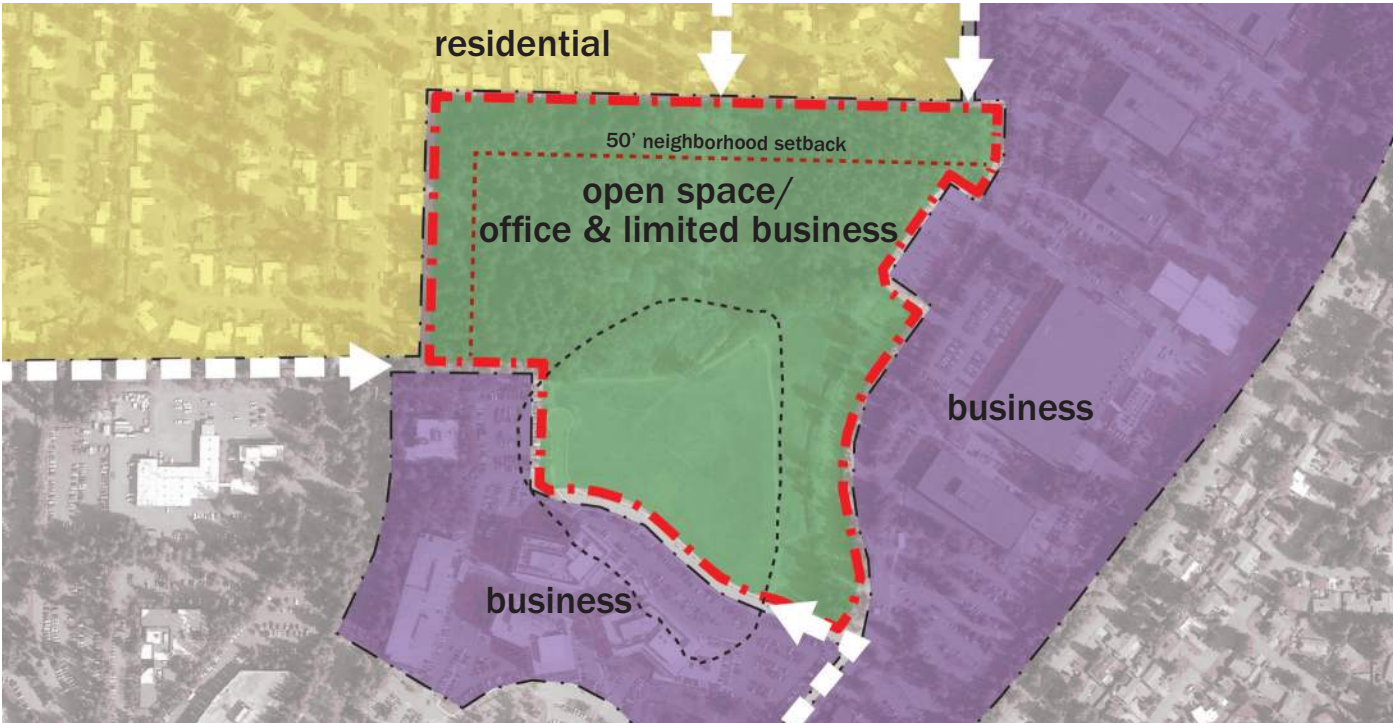 residential
50’ neighborhood setback
open space/
office & limited business
business
business